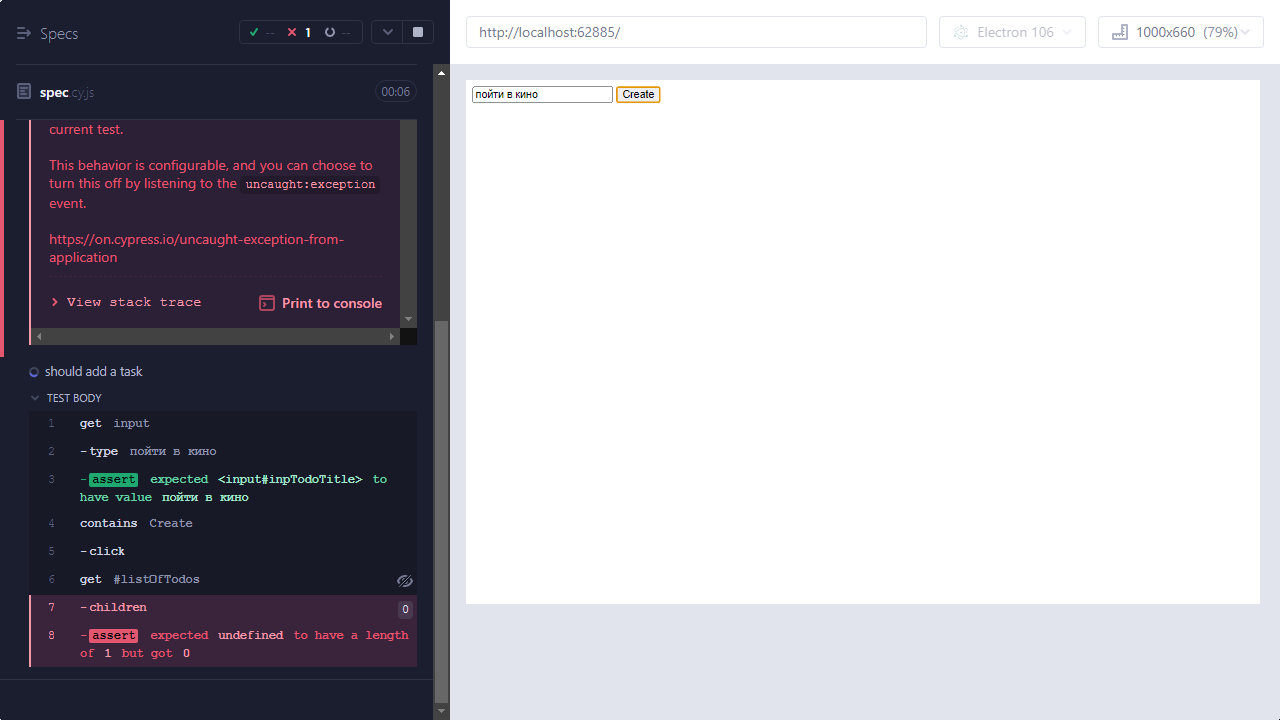 Specs
-- 1 --
spec.cy.js
00:06
current test.
This behavior is configurable, and you can choose to
turn this off by listening to the uncaught:exception
event.
https://on.cypress.io/uncaught-exception-from-
application
View stack trace
Print to console
should add a task
TEST BODY
1 get input
2 -type пойти в кино
3 -assert expected <input#inpTodoTitle> to
have value пойти в кино
4 contains Create
5 -click
6 get #listOfTodos
7 -children 0
8 -assert expected undefined to have a length
of 1 but got 0
http://localhost:62885/
Electron 106
1000x660 (79%)
пойти в кино Create